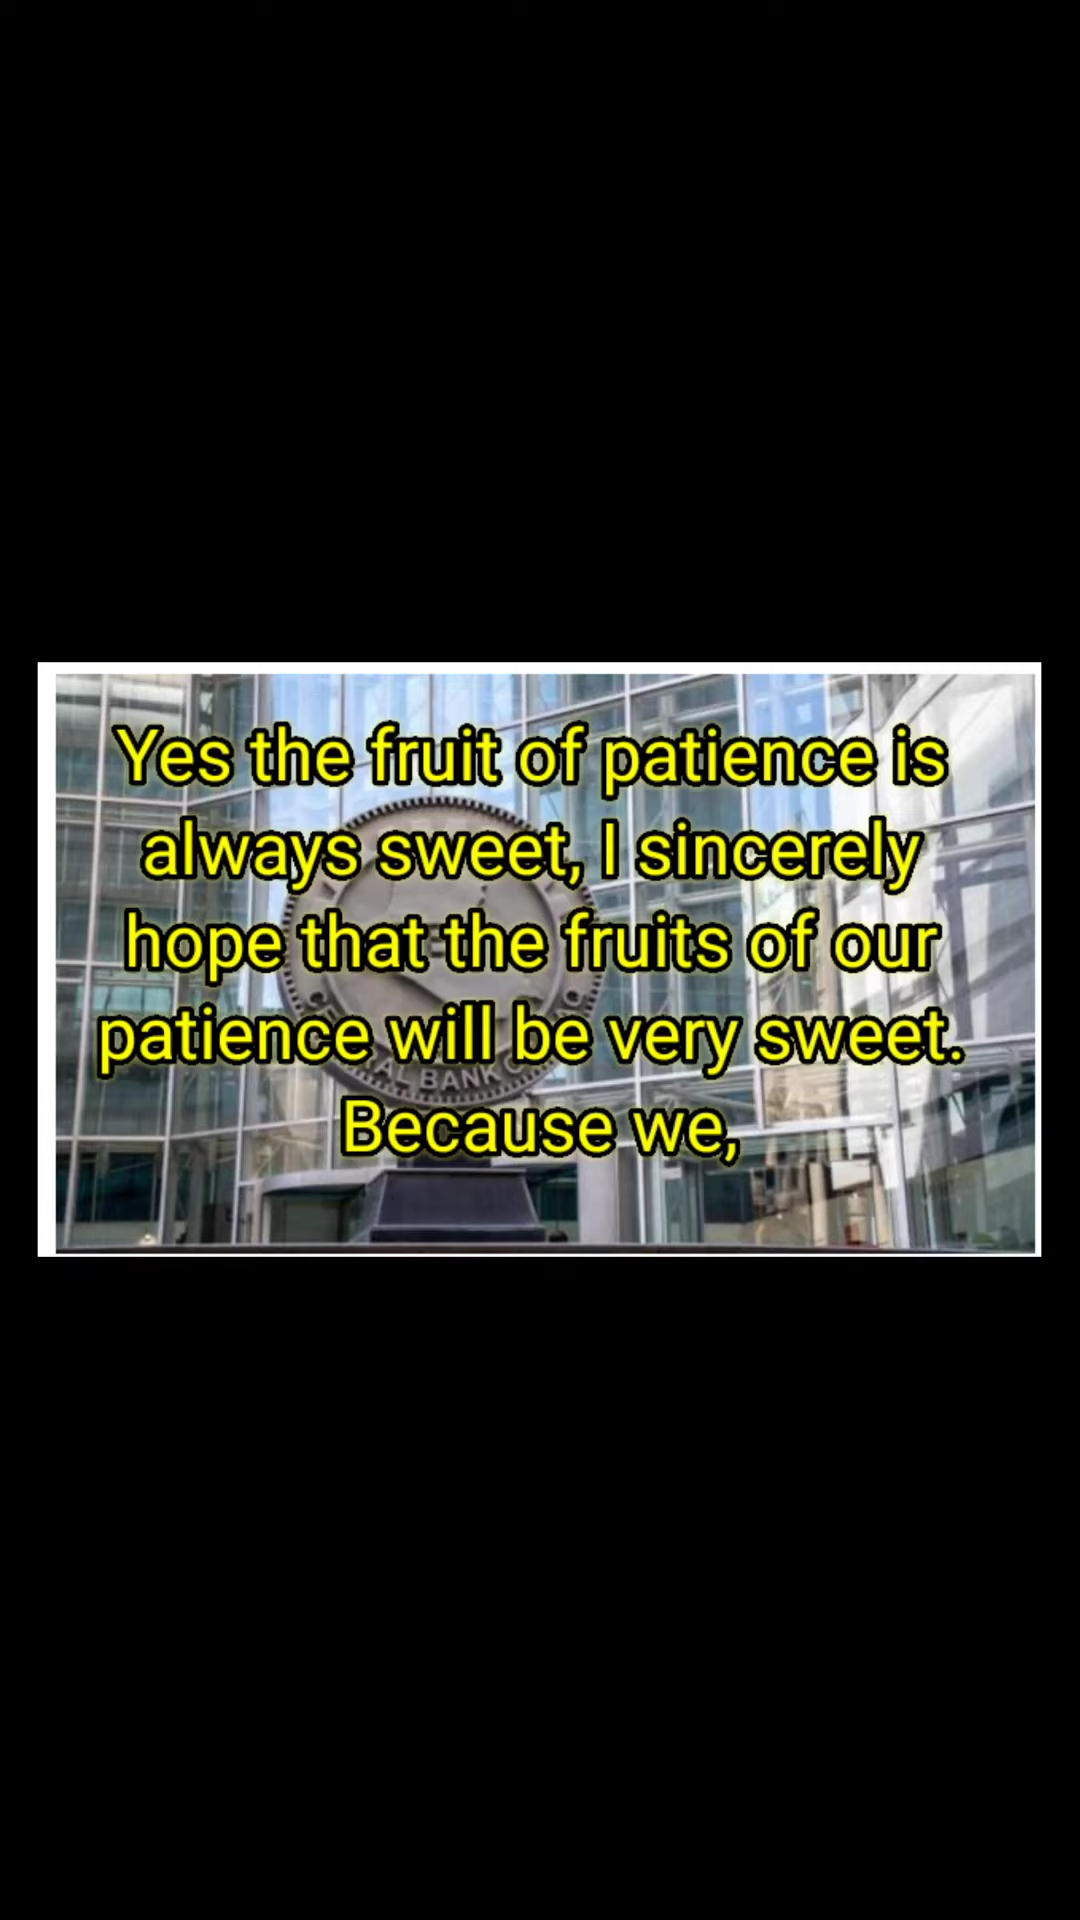 Yes the fruit of patience is
always sweet, I sincerely
hope that the fruits of our
patience will be very sweet.
Because we,
BANK